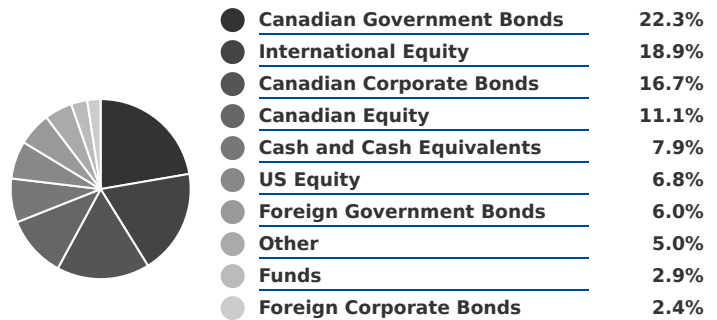 Canadian Government Bonds 22.3%
International Equity 18.9%
Canadian Corporate Bonds 16.7%
Canadian Equity 11.1%
Cash and Cash Equivalents 7.9%
US Equity 6.8%
Foreign Government Bonds 6.0%
Other 5.0%
Funds 2.9%
Foreign Corporate Bonds 2.4%